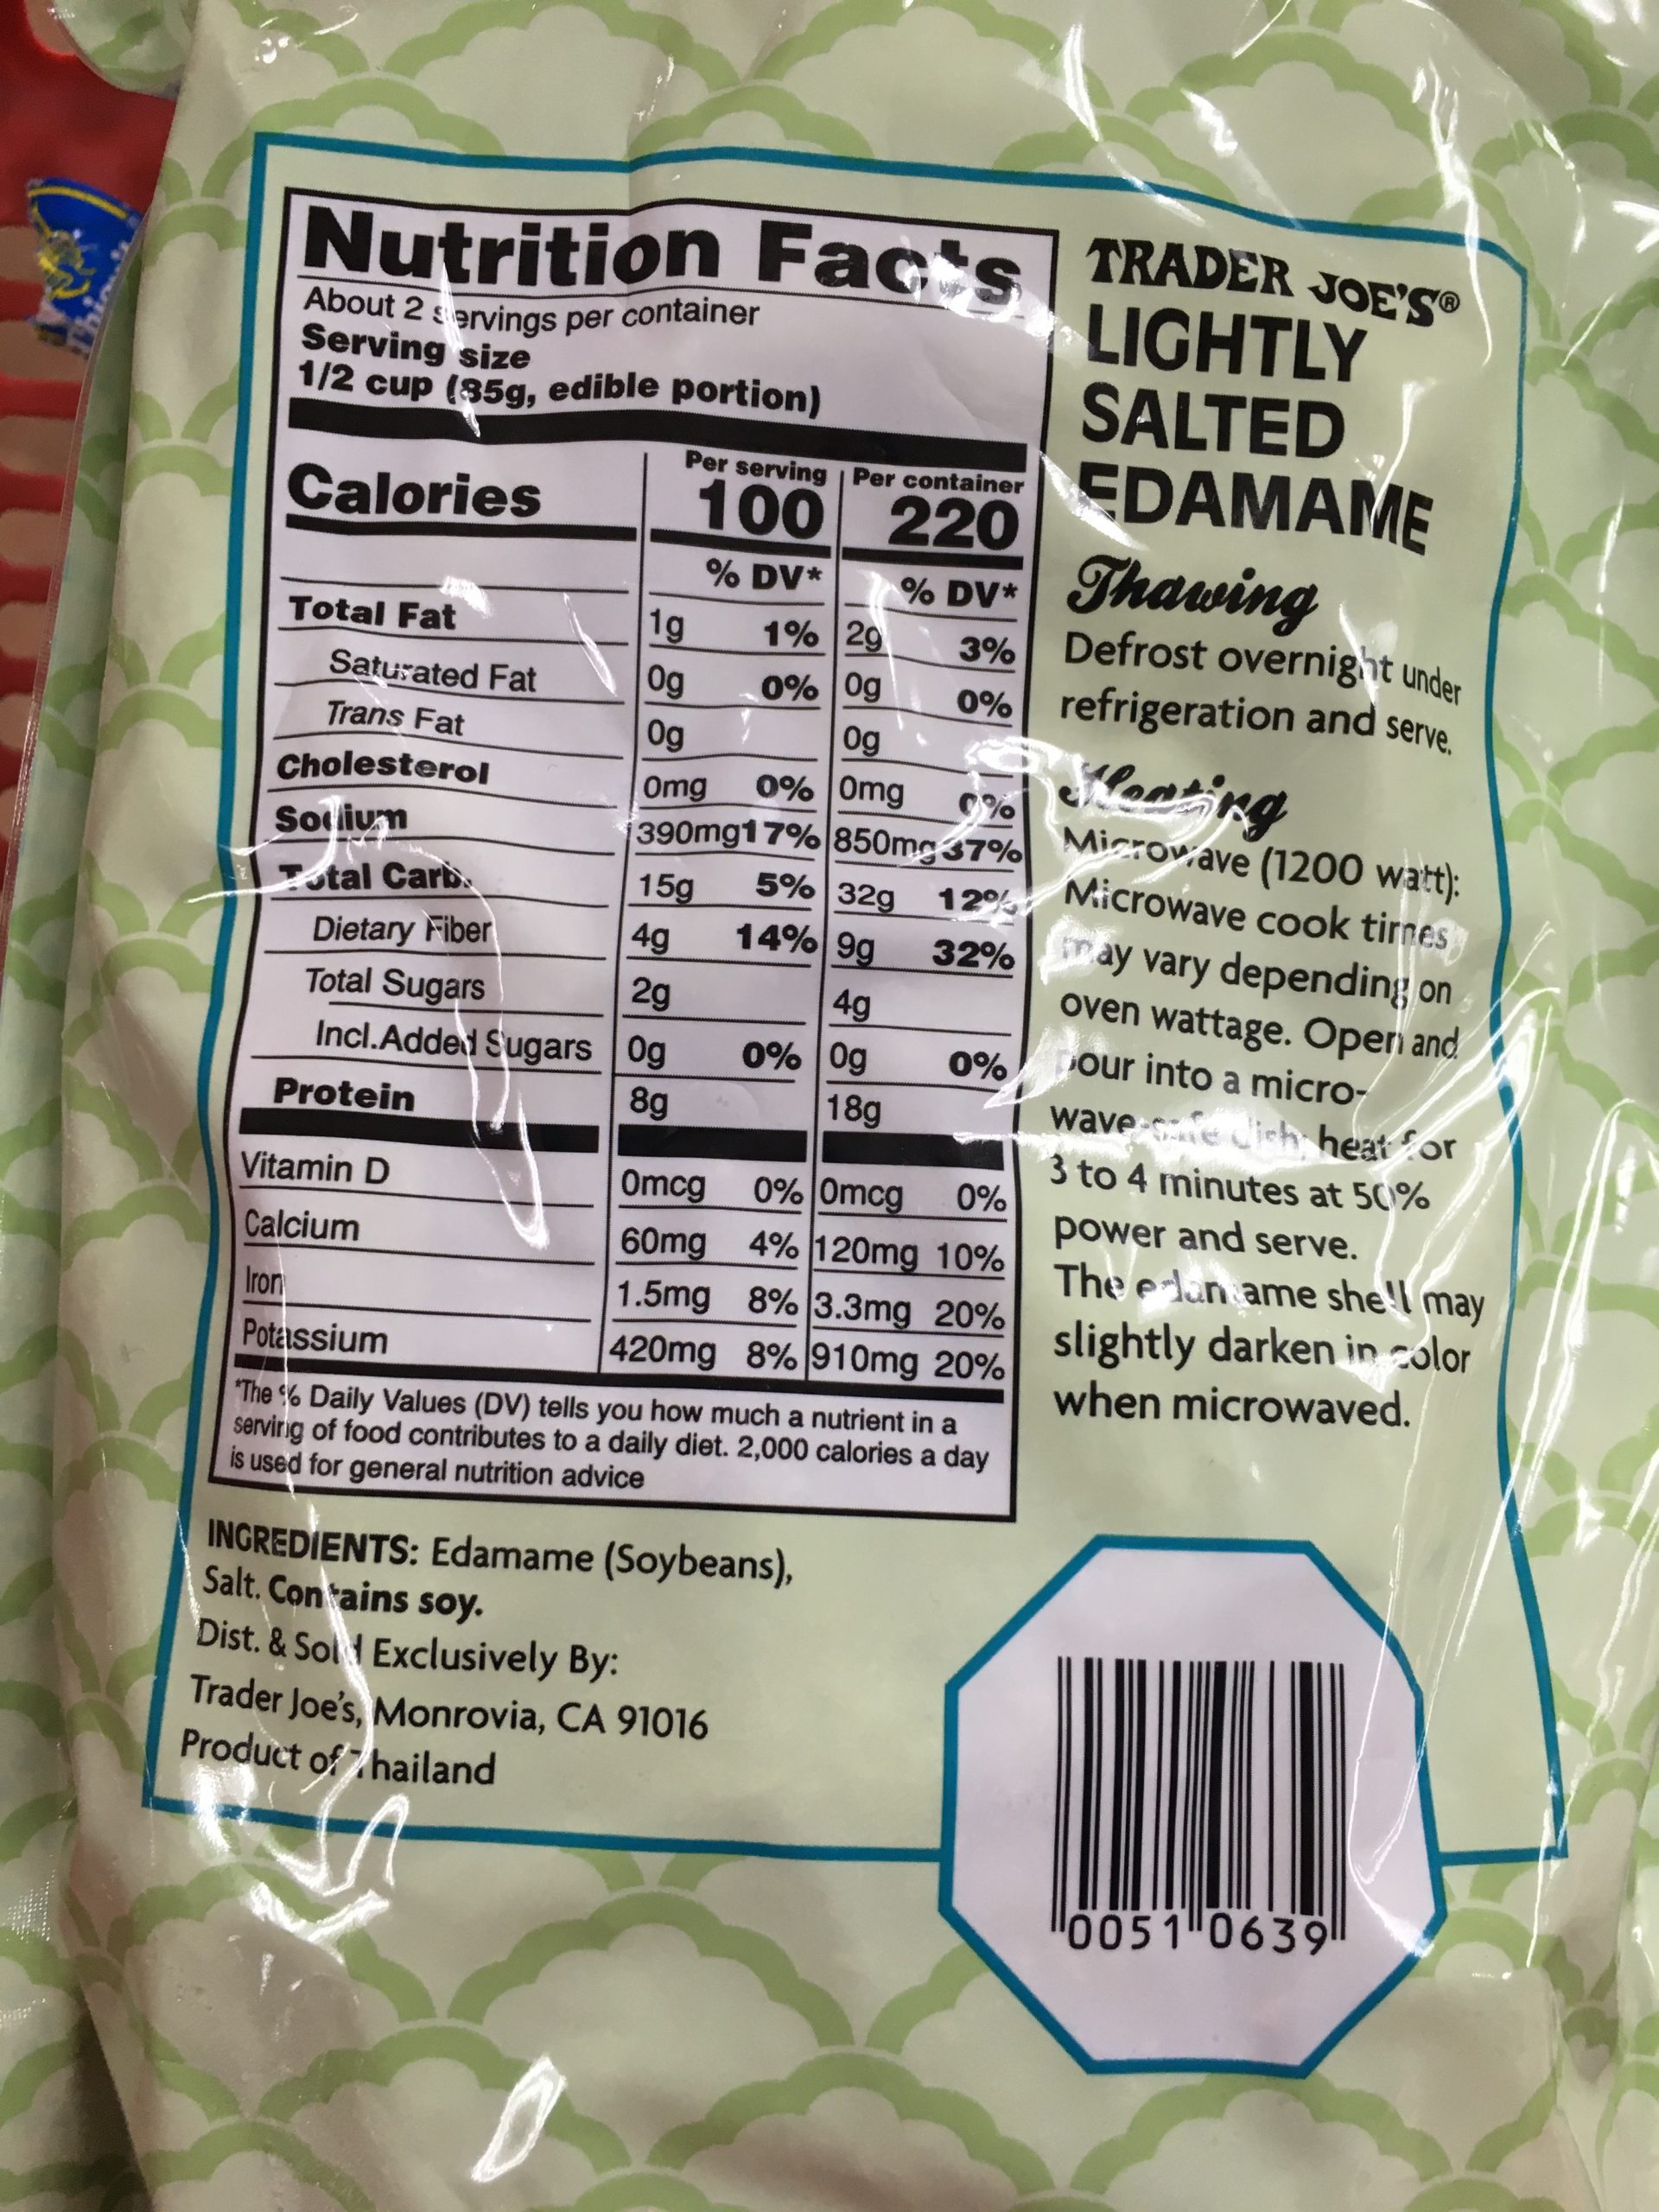 Nutrition Facts
About 2 servings per container
Serving size
1/2 cup (85g, edible portion)
Per serving Per container
Calories 100 220
% DV* % DV*
Total Fat 1g 1% 2g 3%
Saturated Fat 0g 0% 0g 0%
Trans Fat 0g 0g
Cholesterol 0mg 0% 0mg 0%
Sodium 390mg 17% 850mg 37%
Total Carb. 15g 5% 32g 12%
Dietary Fiber 4g 14% 9g 32%
Total Sugars 2g 4g
Incl.Added Sugars 0g 0% 0g 0%
Protein 8g 18g
Vitamin D 0mcg 0% 0mcg 0%
Calcium 60mg 4% 120mg 10%
Iron 1.5mg 8% 3.3mg 20%
Potassium 420mg 8% 910mg 20%
*The % Daily Values (DV) tells you how much a nutrient in a
serving of food contributes to a daily diet. 2,000 calories a day
is used for general nutrition advice
INGREDIENTS: Edamame (Soybeans),
Salt. Contains soy.
Dist. & Sold Exclusively By:
Trader Joe's, Monrovia, CA 91016
Product of Thailand
TRADER JOE'S®
LIGHTLY
SALTED
EDAMAME
Thawing
Defrost overnight under
refrigeration and serve.
Heating
Microwave (1200 watt):
Microwave cook times
may vary depending on
oven wattage. Open and
pour into a micro-
wave-safe dish; heat for
3 to 4 minutes at 50%
power and serve.
The edamame shell may
slightly darken in color
when microwaved.
0051 0639